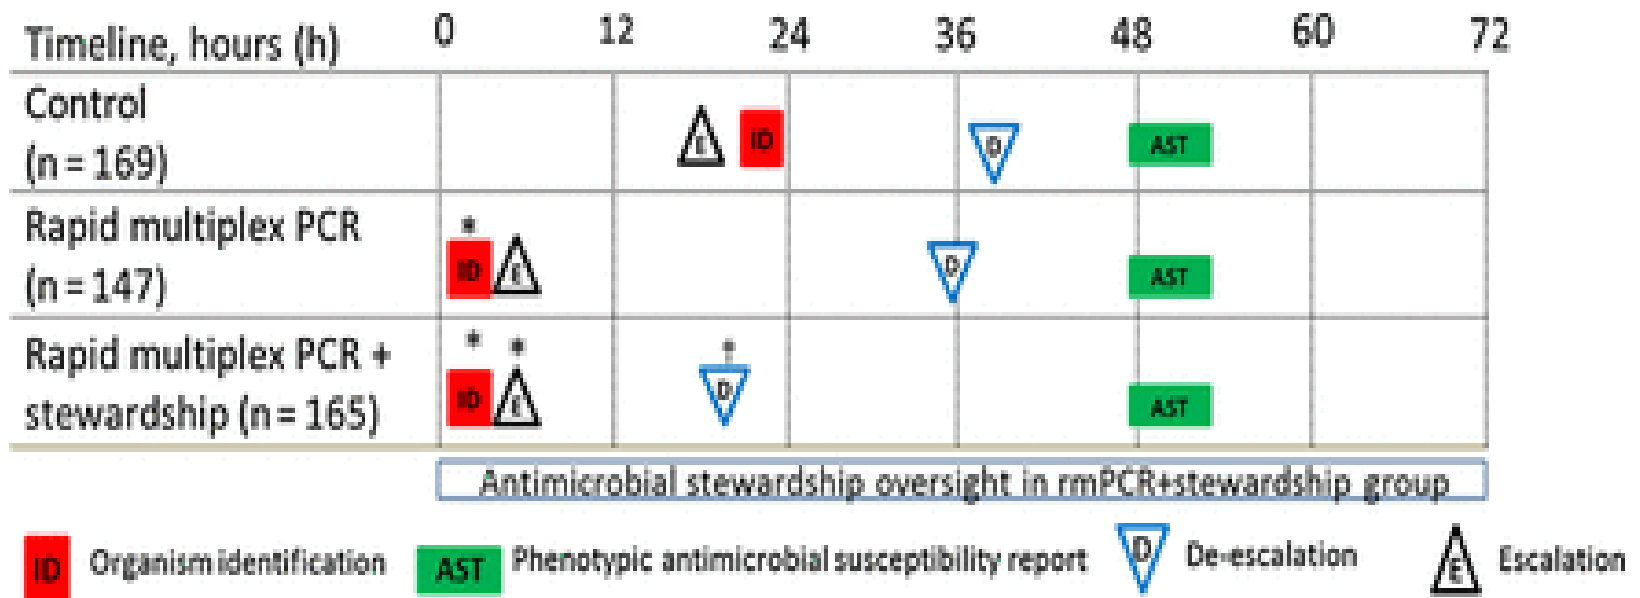 Timeline, hours (h) 0 12 24 36 48 60 72
Control
(n = 169)
E ID D AST
*
Rapid multiplex PCR
(n = 147)
ID E D AST
* * *
Rapid multiplex PCR +
stewardship (n = 165)
ID E D AST
Antimicrobial stewardship oversight in rmPCR+stewardship group
ID Organism identification AST Phenotypic antimicrobial susceptibility report D De-escalation E Escalation